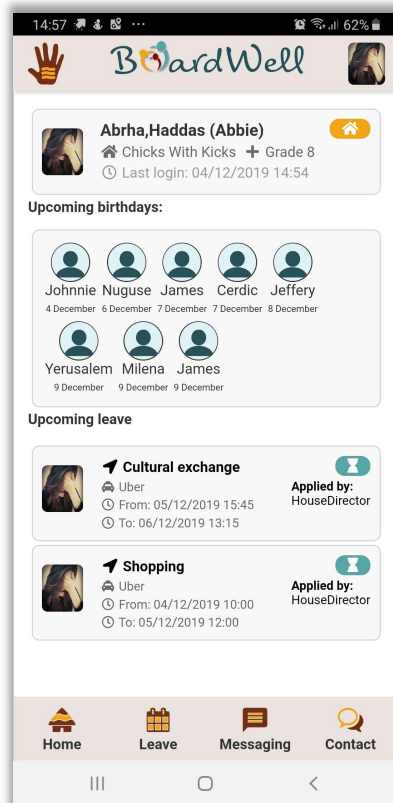 14:57
62%
BoardWell
Abrha,Haddas (Abbie)
Chicks With Kicks Grade 8
Last login: 04/12/2019 14:54
Upcoming birthdays:
Johnnie Nuguse James Cerdic Jeffery
4 December 6 December 7 December 7 December 8 December
Yerusalem Milena James
9 December 9 December 9 December
Upcoming leave
Cultural exchange
Uber
From: 05/12/2019 15:45
To: 06/12/2019 13:15
Applied by:
HouseDirector
Shopping
Uber
From: 04/12/2019 10:00
To: 05/12/2019 12:00
Applied by:
HouseDirector
Home Leave Messaging Contact